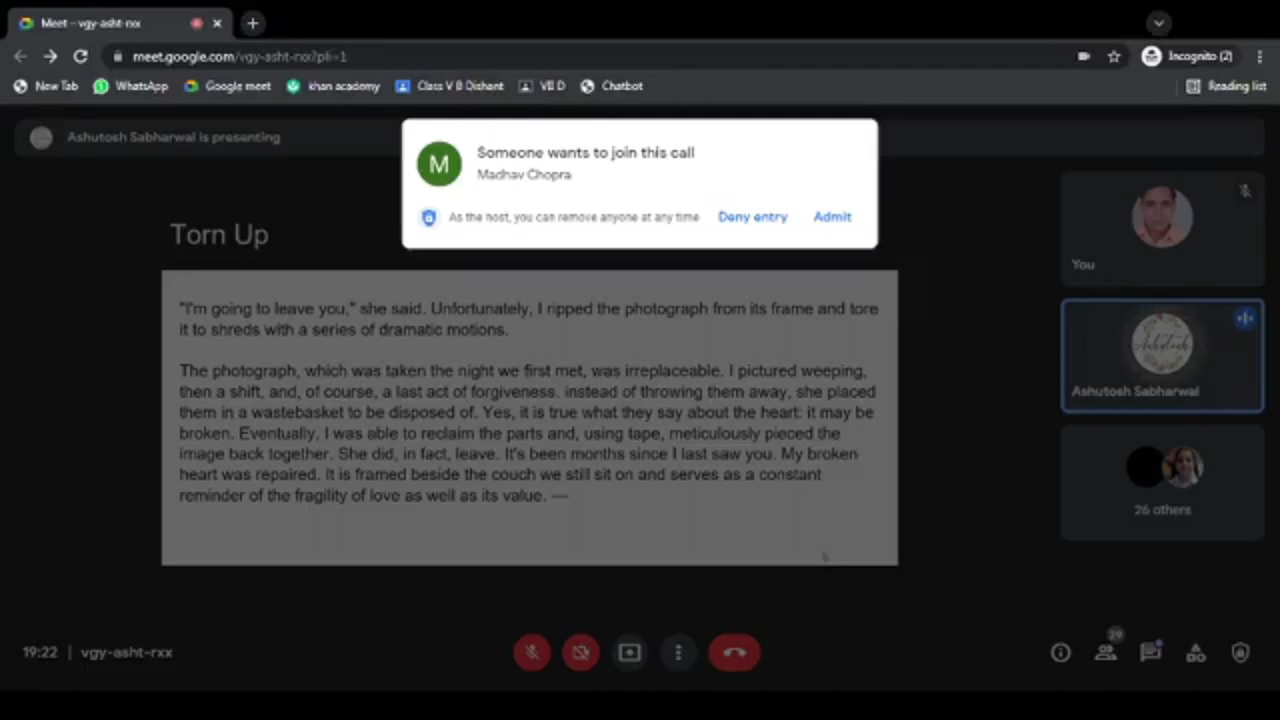 Meet - vgy-asht-rxx
meet.google.com/vgy-asht-rxx?pli=1
Incognito (2)
New Tab WhatsApp Google meet khan academy Class V B Dishant VII D Chatbot Reading list
Ashutosh Sabharwal is presenting
Someone wants to join this call
M
Madhav Chopra
As the host, you can remove anyone at any time Deny entry Admit
Torn Up
"I'm going to leave you," she said. Unfortunately, I ripped the photograph from its frame and tore
it to shreds with a series of dramatic motions.
The photograph, which was taken the night we first met, was irreplaceable. I pictured weeping,
then a shift, and, of course, a last act of forgiveness. instead of throwing them away, she placed
them in a wastebasket to be disposed of. Yes, it is true what they say about the heart: it may be
broken. Eventually, I was able to reclaim the parts and, using tape, meticulously pieced the
image back together. She did, in fact, leave. It's been months since I last saw you. My broken
heart was repaired. It is framed beside the couch we still sit on and serves as a constant
reminder of the fragility of love as well as its value. —
You
Ashutosh
Ashutosh Sabharwal
26 others
19:22 | vgy-asht-rxx
29